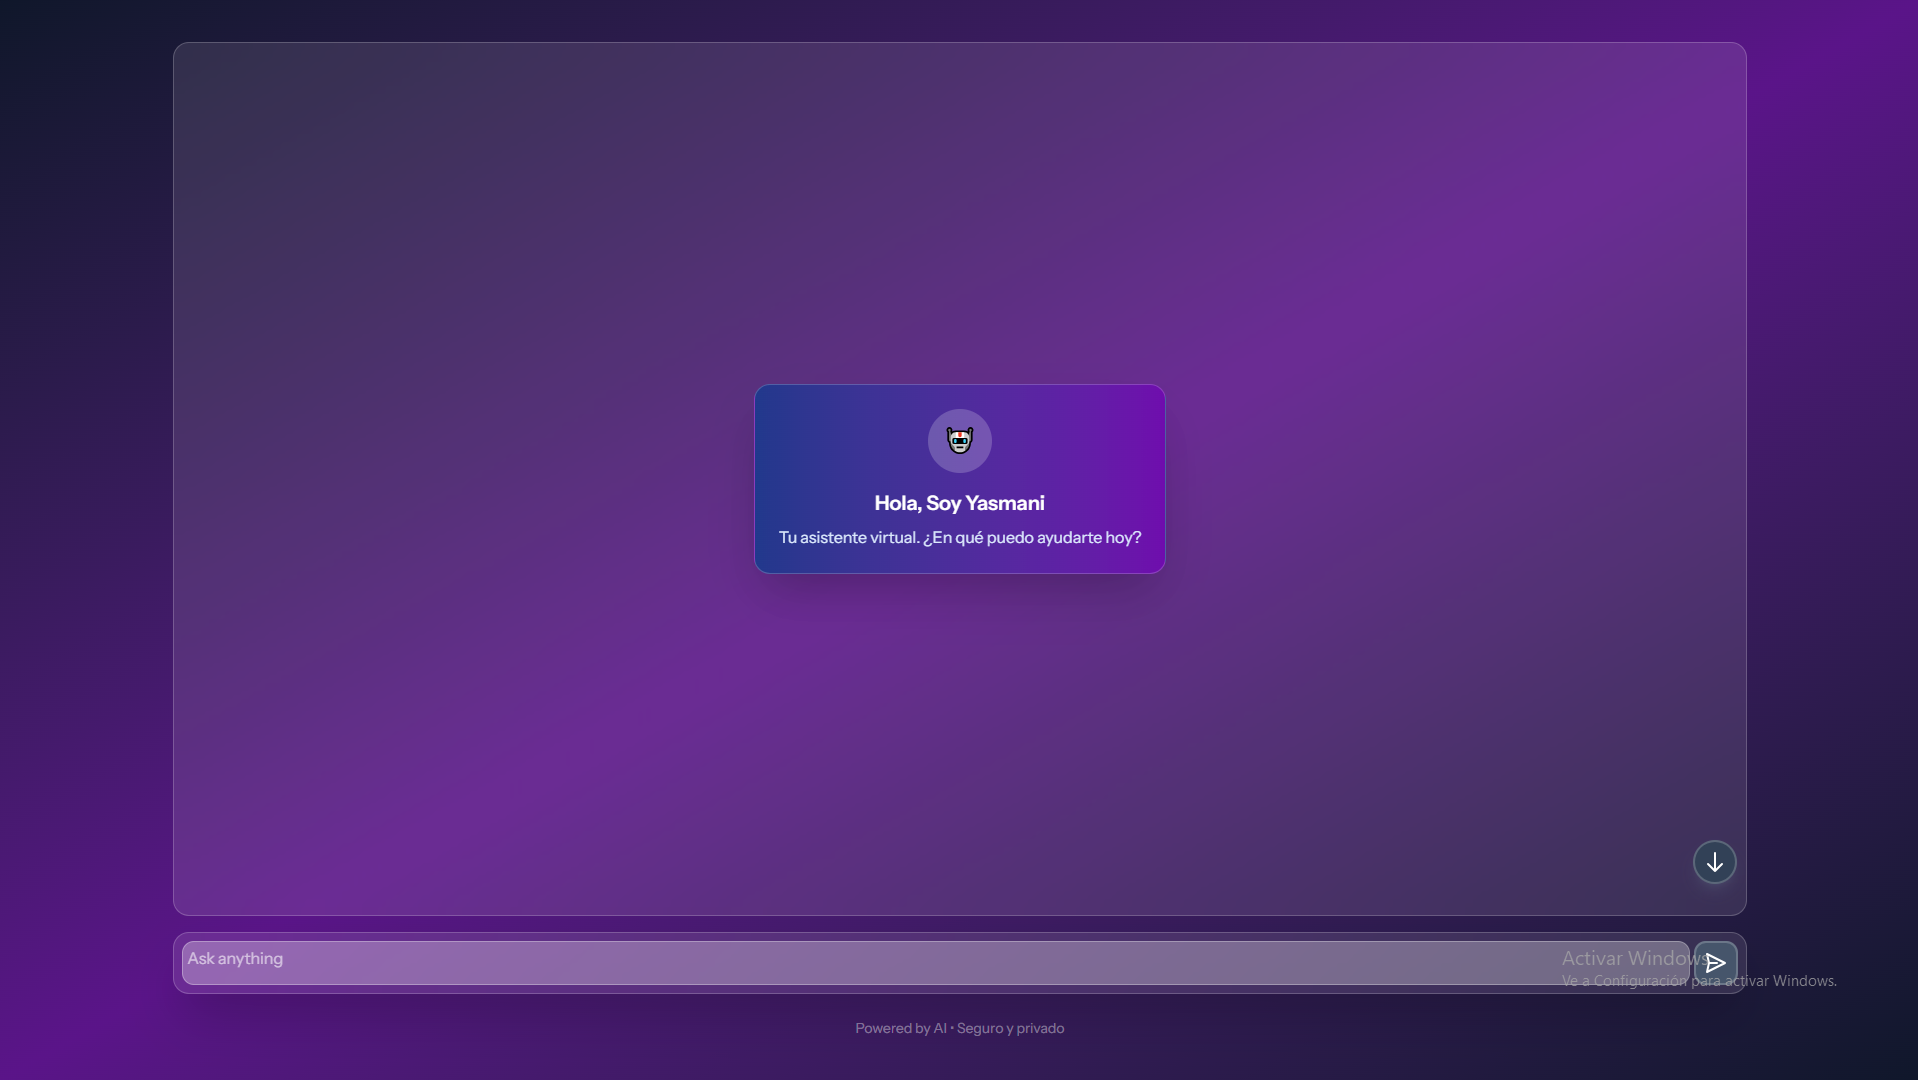 Hola, Soy Yasmani
Tu asistente virtual. ¿En qué puedo ayudarte hoy?
Ask anything
Activar Windows
Ve a Configuración para activar Windows.
Powered by AI • Seguro y privado